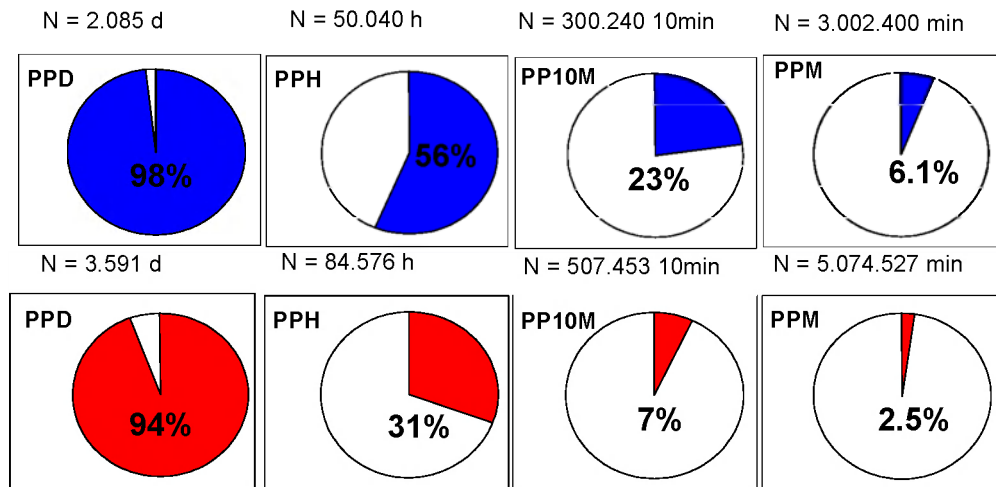 N = 2.085 d
N = 50.040 h
N = 300.240 10min
N = 3.002.400 min
PPD
98%
PPH
56%
PP10M
23%
PPM
6.1%
N = 3.591 d
N = 84.576 h
N = 507.453 10min
N = 5.074.527 min
PPD
94%
PPH
31%
PP10M
7%
PPM
2.5%